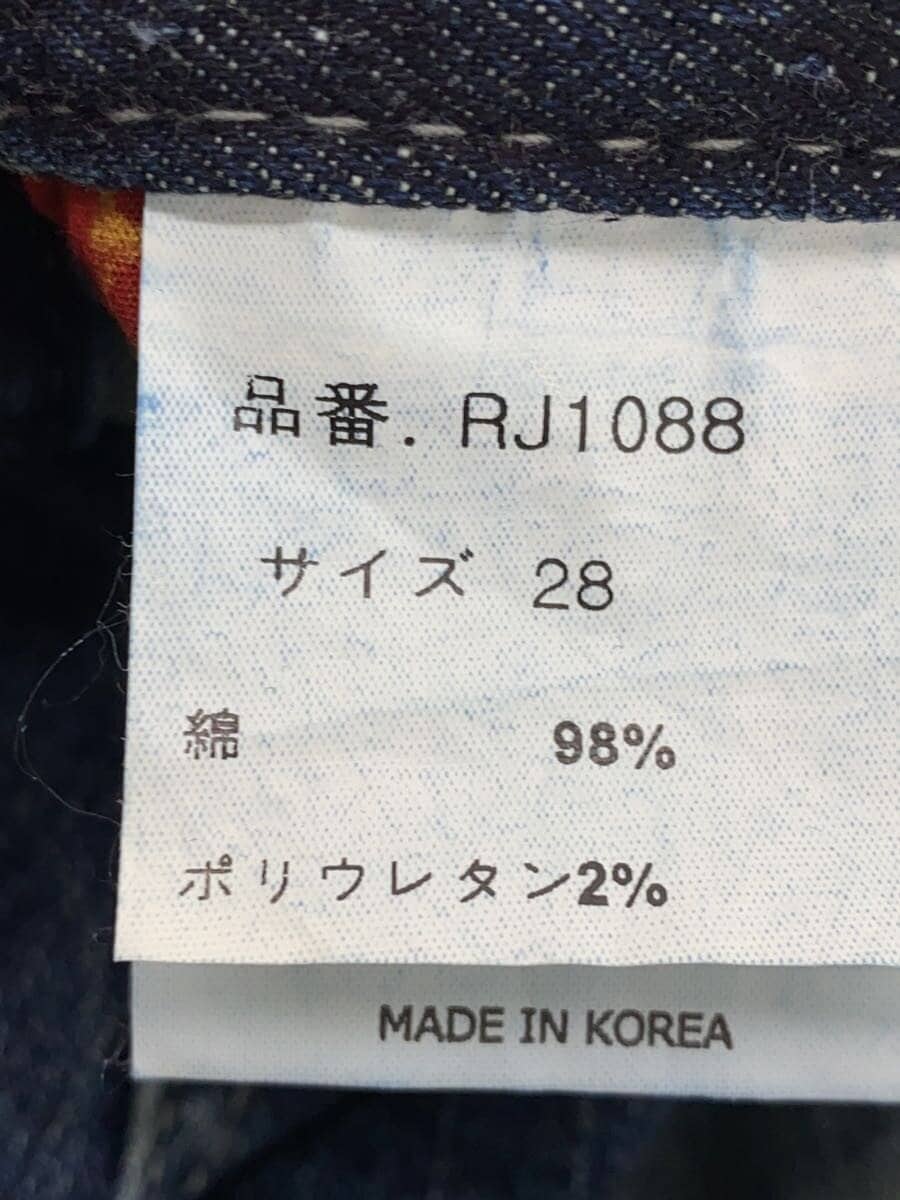 品番. RJ1088
サイズ 28
綿 98%
ポリウレタン2%
MADE IN KOREA